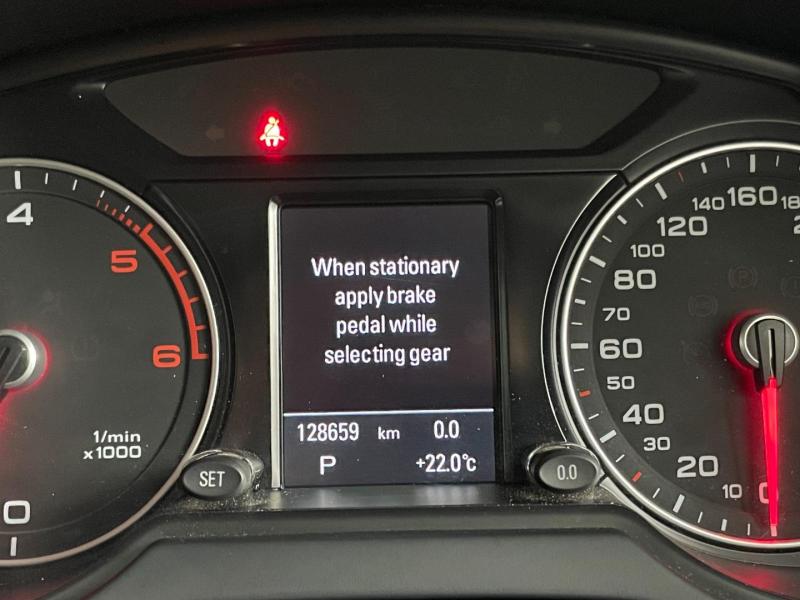 When stationary
apply brake
pedal while
selecting gear
128659 km 0.0
P +22.0°c
4
5
6
1/min
x1000
0
SET
0.0
0
10
20
30
40
50
60
70
80
100
120
140
160